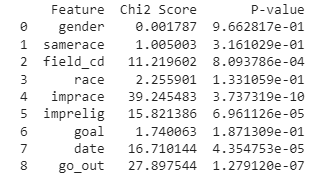 Feature Chi2 Score P-value
0 gender 0.001787 9.662817e-01
1 samerace 1.005003 3.161029e-01
2 field_cd 11.219602 8.093786e-04
3 race 2.255901 1.331059e-01
4 imprace 39.245483 3.737319e-10
5 imprelig 15.821386 6.961126e-05
6 goal 1.740063 1.871309e-01
7 date 16.710144 4.354753e-05
8 go_out 27.897544 1.279120e-07